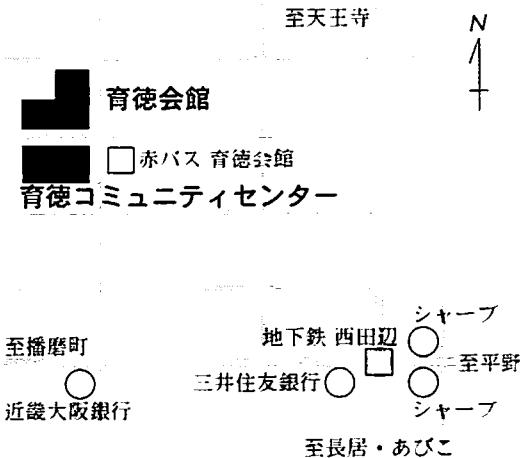 至天王寺
N
育徳会館
赤バス 育徳会館
育徳コミュニティセンター
シャープ
地下鉄 西田辺
至播磨町
至平野
三井住友銀行
近畿大阪銀行
シャープ
至長居・あびこ